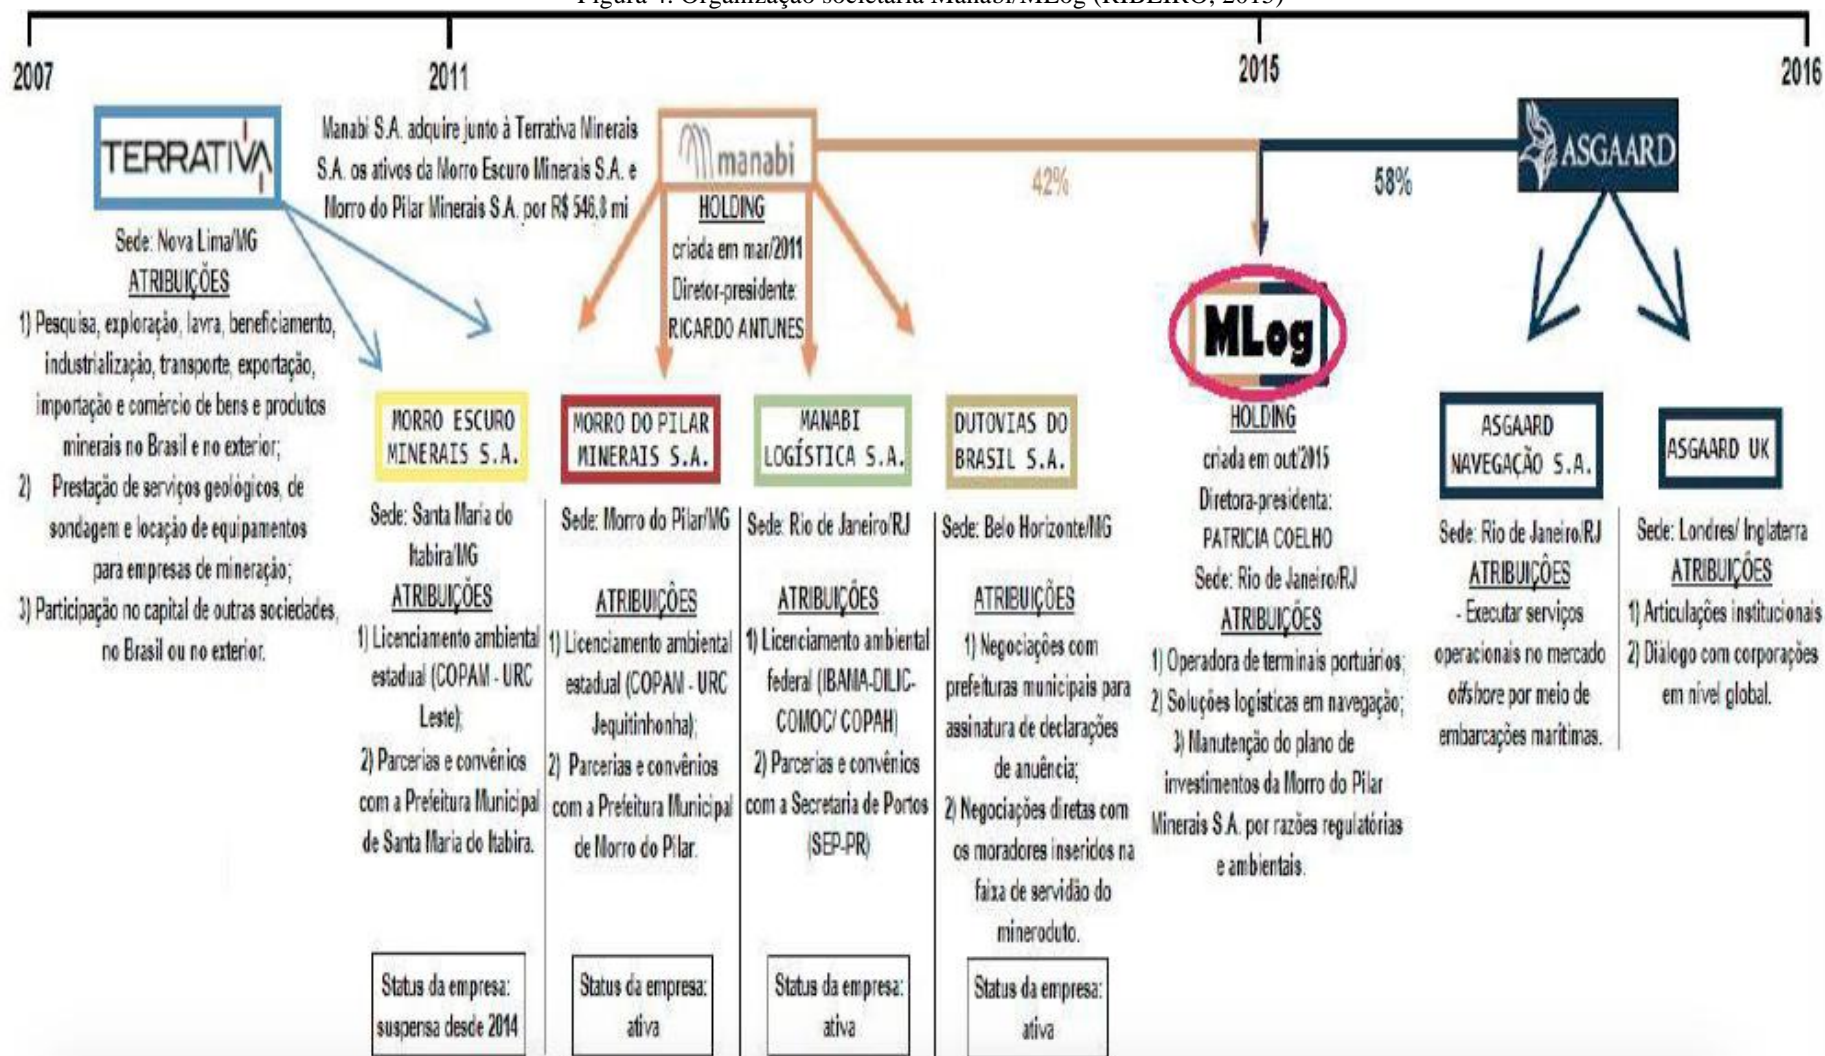 Figura 4: Organização societária Manabi/MLog (RIBEIRO, 2015)
2007
2011
2015
2016
TERRATIVA
Sede: Nova Lima/MG
ATRIBUIÇÕES
1) Pesquisa, exploração, lavra, beneficiamento,
industrialização, transporte, exportação,
importação e comércio de bens e produtos
minerais no Brasil e no exterior;
2) Prestação de serviços geológicos, de
sondagem e locação de equipamentos
para empresas de mineração;
3) Participação no capital de outras sociedades,
no Brasil ou no exterior.
Manabi S.A. adquire junto à Terrativa Minerais
S.A. os ativos da Morro Escuro Minerais S.A. e
Morro do Pilar Minerais S.A. por R$ 546,8 mi
manabi
HOLDING
criada em mar/2011
Diretor-presidente:
RICARDO ANTUNES
42%
58%
ASGAARD
MORRO ESCURO
MINERAIS S.A.
Sede: Santa Maria do
Itabira/MG
ATRIBUIÇÕES
1) Licenciamento ambiental
estadual (COPAM - URC
Leste);
2) Parcerias e convênios
com a Prefeitura Municipal
de Santa Maria do Itabira.
Status da empresa:
suspensa desde 2014
MORRO DO PILAR
MINERAIS S.A.
Sede: Morro do Pilar/MG
ATRIBUIÇÕES
1) Licenciamento ambiental
estadual (COPAM - URC
Jequitinhonha);
2) Parcerias e convênios
com a Prefeitura Municipal
de Morro do Pilar.
Status da empresa:
ativa
MANABI
LOGÍSTICA S.A.
Sede: Rio de Janeiro/RJ
ATRIBUIÇÕES
1) Licenciamento ambiental
federal (IBAMA-DILIC-
COMOC/ COPAH)
2) Parcerias e convênios
com a Secretaria de Portos
(SEP-PR)
Status da empresa:
ativa
DUTOVIAS DO
BRASIL S.A.
Sede: Belo Horizonte/MG
ATRIBUIÇÕES
1) Negociações com
prefeituras municipais para
assinatura de declarações
de anuência;
2) Negociações diretas com
os moradores inseridos na
faixa de servidão do
mineroduto.
Status da empresa:
ativa
MLog
HOLDING
criada em out/2015
Diretora-presidenta:
PATRICIA COELHO
Sede: Rio de Janeiro/RJ
ATRIBUIÇÕES
1) Operadora de terminais portuários;
2) Soluções logísticas em navegação;
3) Manutenção do plano de
investimentos da Morro do Pilar
Minerais S.A. por razões regulatórias
e ambientais.
ASGAARD
NAVEGAÇÃO S.A.
Sede: Rio de Janeiro/RJ
ATRIBUIÇÕES
- Executar serviços
operacionais no mercado
offshore por meio de
embarcações marítimas.
ASGAARD UK
Sede: Londres/ Inglaterra
ATRIBUIÇÕES
1) Articulações institucionais
2) Diálogo com corporações
em nível global.